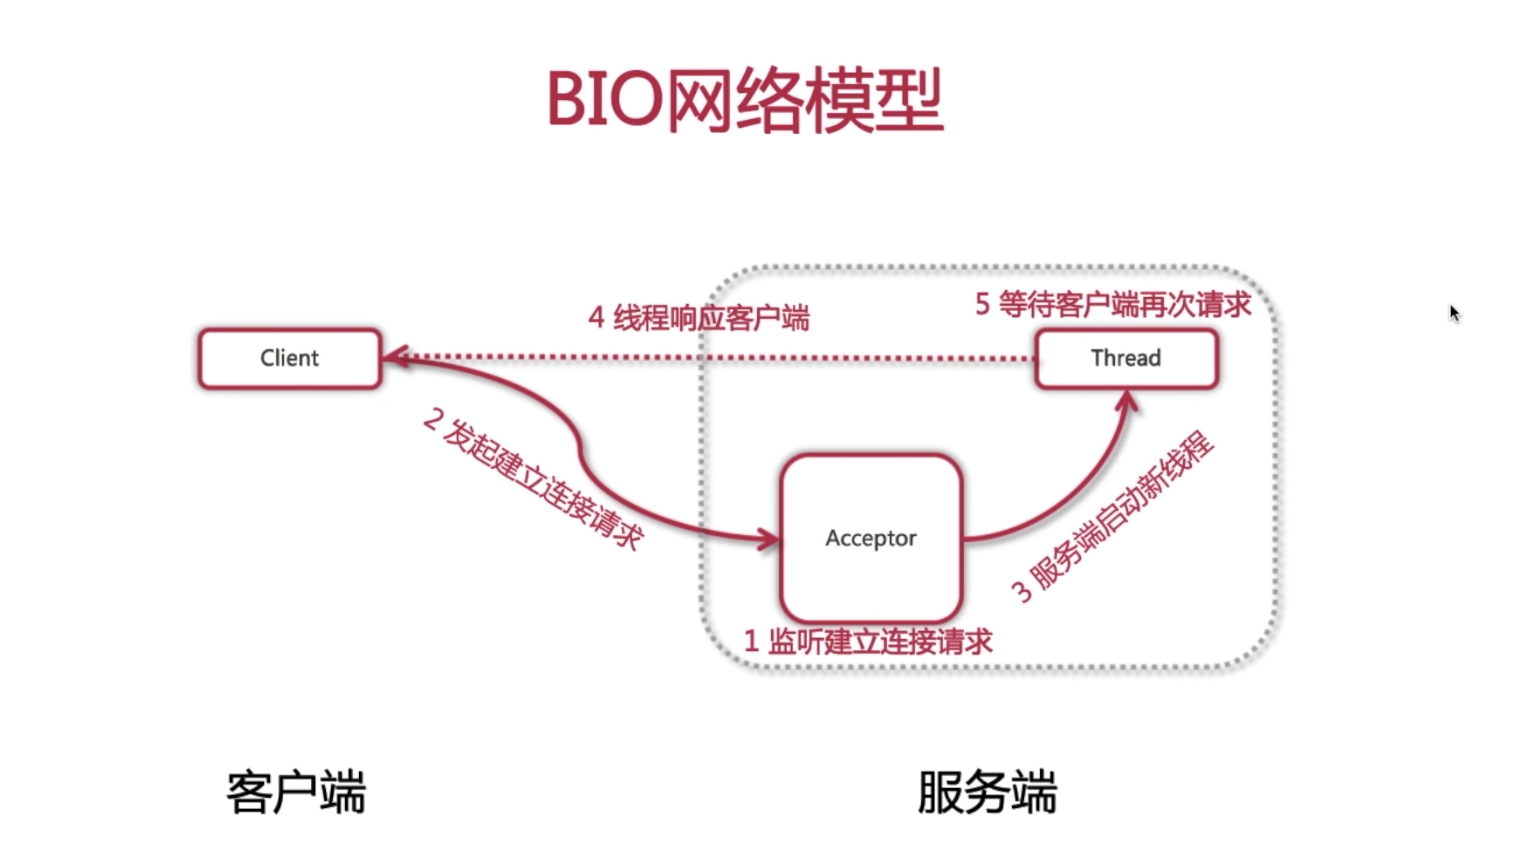 BIO网络模型
5 等待客户端再次请求
4 线程响应客户端
Client
Thread
2 发起建立连接请求
3 服务端启动新线程
Acceptor
1 监听建立连接请求
客户端
服务端